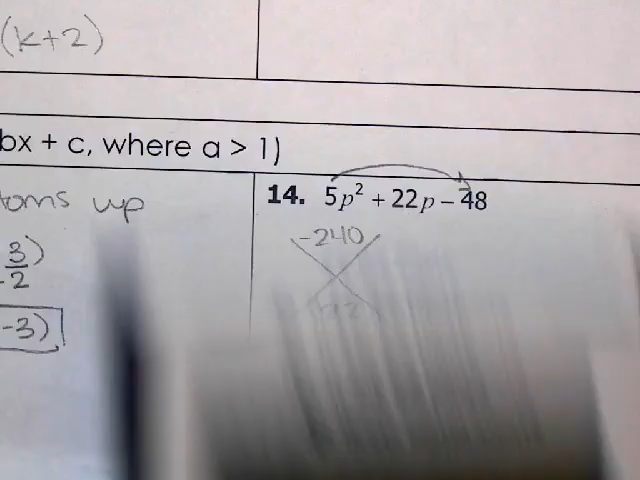 (k+2)
bx + c, where a > 1)
toms up
14. 5p² + 22p – 48
-240
3/2)
-3)